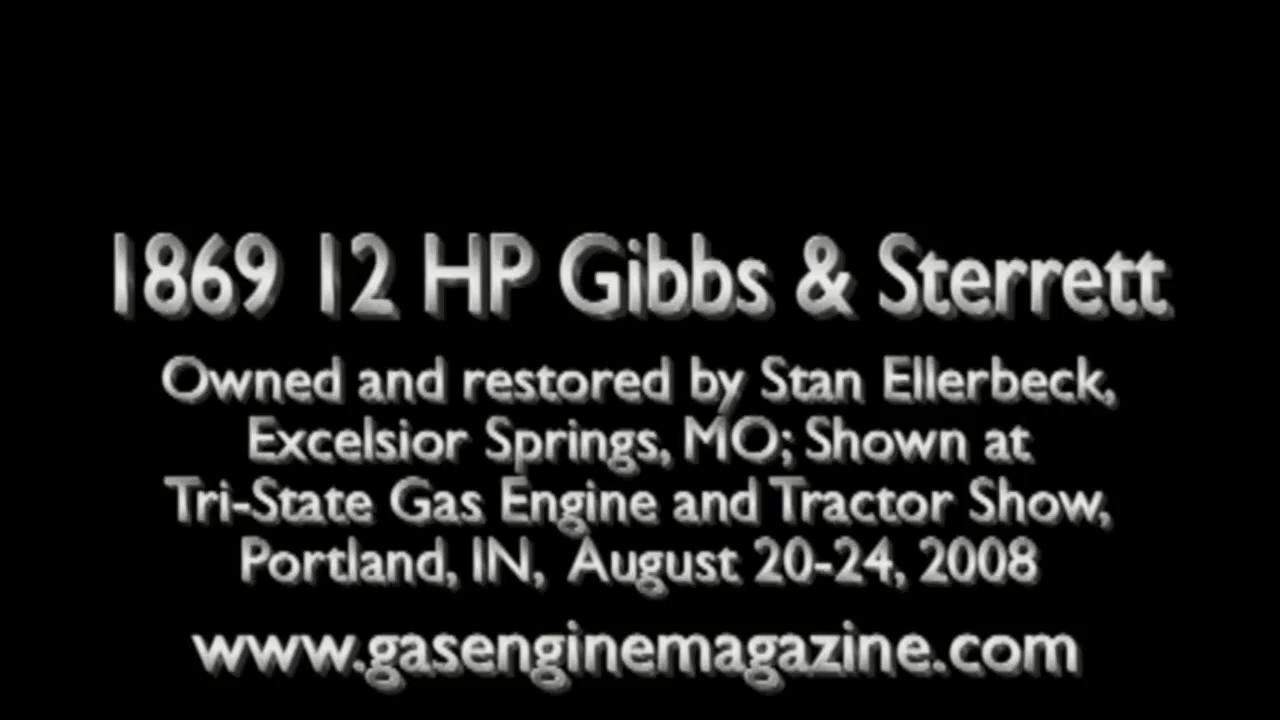 1869 12 HP Gibbs & Sterrett
Owned and restored by Stan Ellerbeck,
Excelsior Springs, MO; Shown at
Tri-State Gas Engine and Tractor Show,
Portland, IN, August 20-24, 2008
www.gasenginemagazine.com